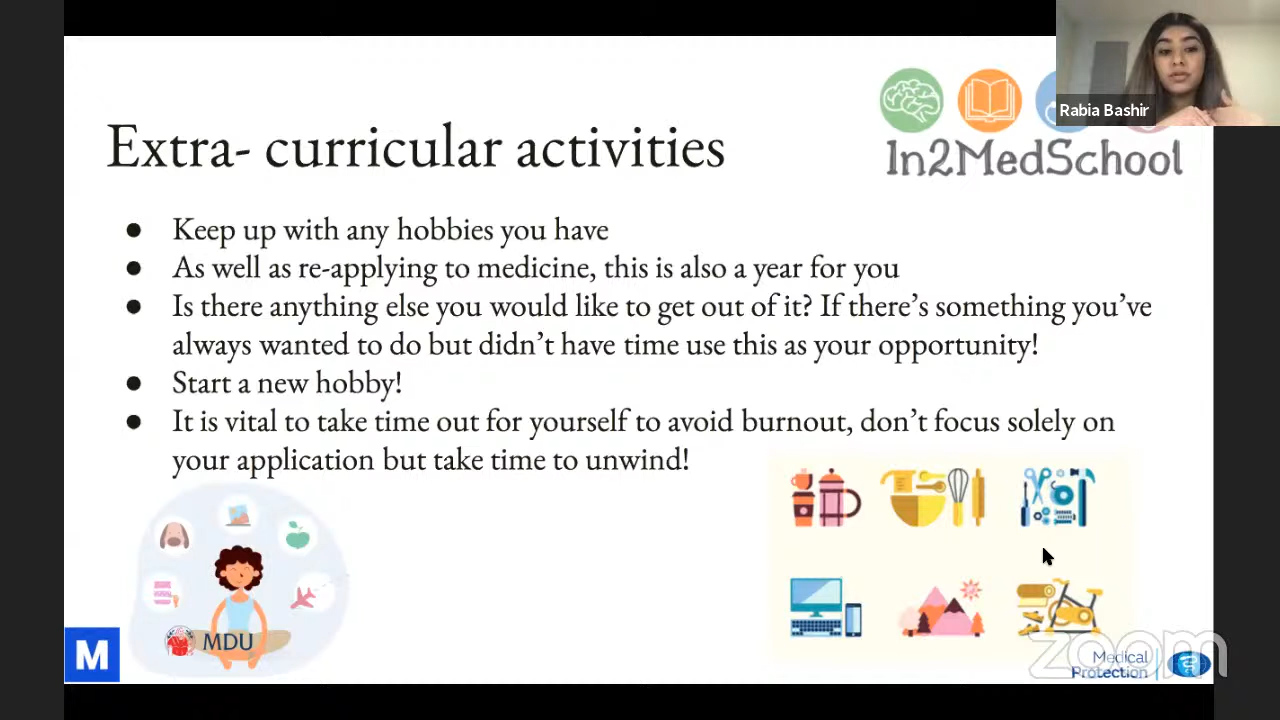 Rabia Bashir
In2MedSchool
Extra- curricular activities
● Keep up with any hobbies you have
● As well as re-applying to medicine, this is also a year for you
● Is there anything else you would like to get out of it? If there’s something you’ve
always wanted to do but didn’t have time use this as your opportunity!
● Start a new hobby!
● It is vital to take time out for yourself to avoid burnout, don’t focus solely on
your application but take time to unwind!
MDU
M
zoom
Medical
Protection